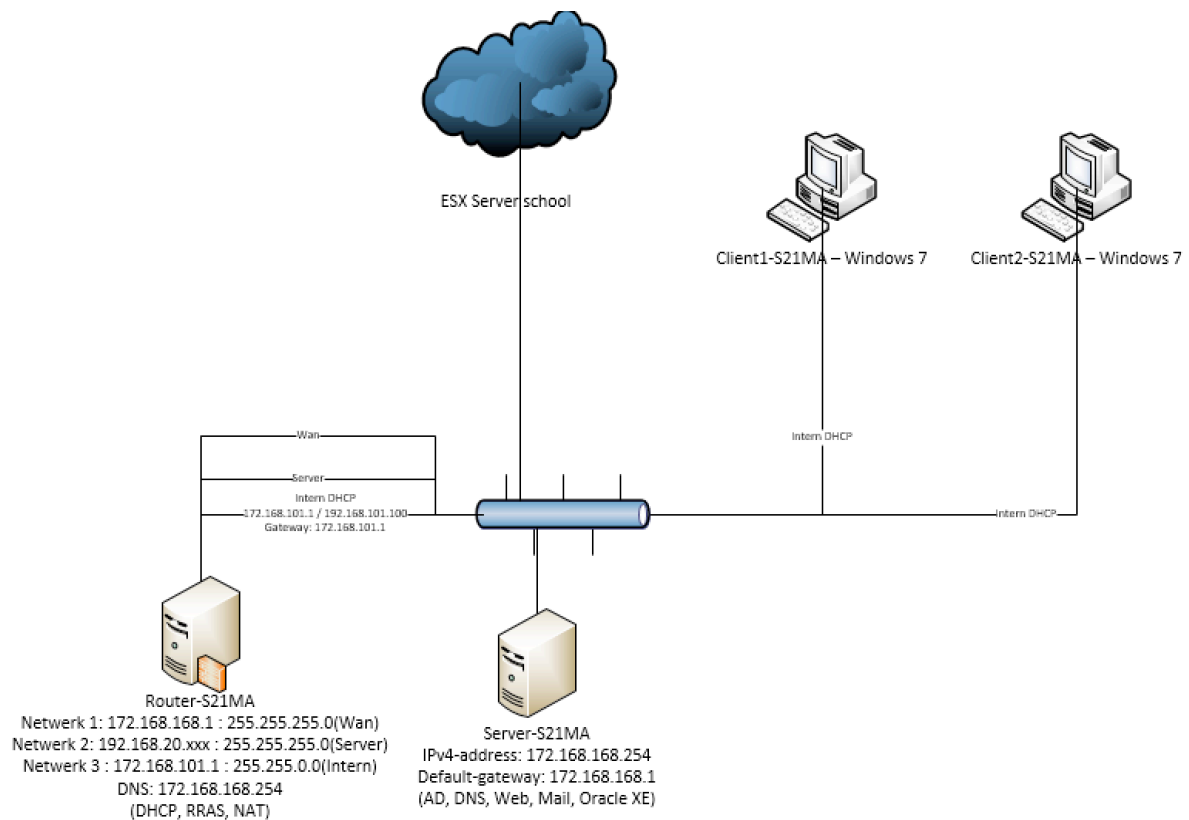 ESX Server school
Client1-S21MA – Windows 7
Client2-S21MA – Windows 7
Wan
Server
Intern DHCP
172.168.101.1 / 192.168.101.100
Gateway: 172.168.101.1
Intern DHCP
Intern DHCP
Router-S21MA
Netwerk 1: 172.168.168.1 : 255.255.255.0(Wan)
Netwerk 2: 192.168.20.xxx : 255.255.255.0(Server)
Netwerk 3 : 172.168.101.1 : 255.255.0.0(Intern)
DNS: 172.168.168.254
(DHCP, RRAS, NAT)
Server-S21MA
IPv4-address: 172.168.168.254
Default-gateway: 172.168.168.1
(AD, DNS, Web, Mail, Oracle XE)